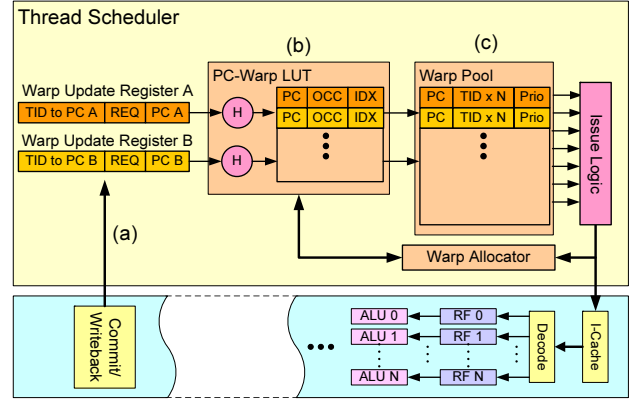 Thread Scheduler
(b)
(c)
Warp Update Register A
TID to PC A REQ PC A
Warp Update Register B
TID to PC B REQ PC B
(a)
PC-Warp LUT
H
H
PC OCC IDX
PC OCC IDX
Warp Pool
PC TID x N Prio
PC TID x N Prio
Issue Logic
Warp Allocator
Commit/
Writeback
ALU 0 RF 0
ALU 1 RF 1
ALU N RF N
Decode
I-Cache